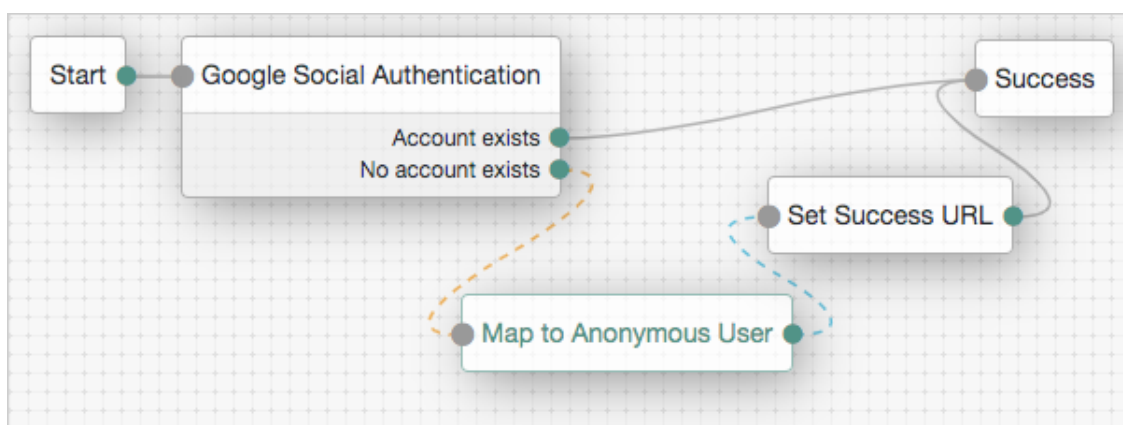 Start
Google Social Authentication
Account exists
No account exists
Success
Set Success URL
Map to Anonymous User